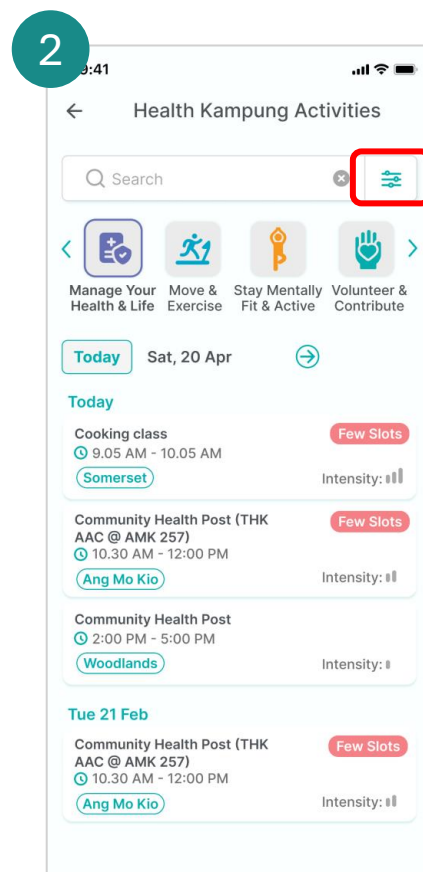 2
9:41
Health Kampung Activities
Search
Manage Your Health & Life
Move & Exercise
Stay Mentally Fit & Active
Volunteer & Contribute
Today Sat, 20 Apr
Today
Cooking class Few Slots
9.05 AM - 10.05 AM
Somerset Intensity:
Community Health Post (THK Few Slots
AAC @ AMK 257)
10.30 AM - 12:00 PM
Ang Mo Kio Intensity:
Community Health Post
2:00 PM - 5:00 PM
Woodlands Intensity:
Tue 21 Feb
Community Health Post (THK Few Slots
AAC @ AMK 257)
10.30 AM - 12:00 PM
Ang Mo Kio Intensity: